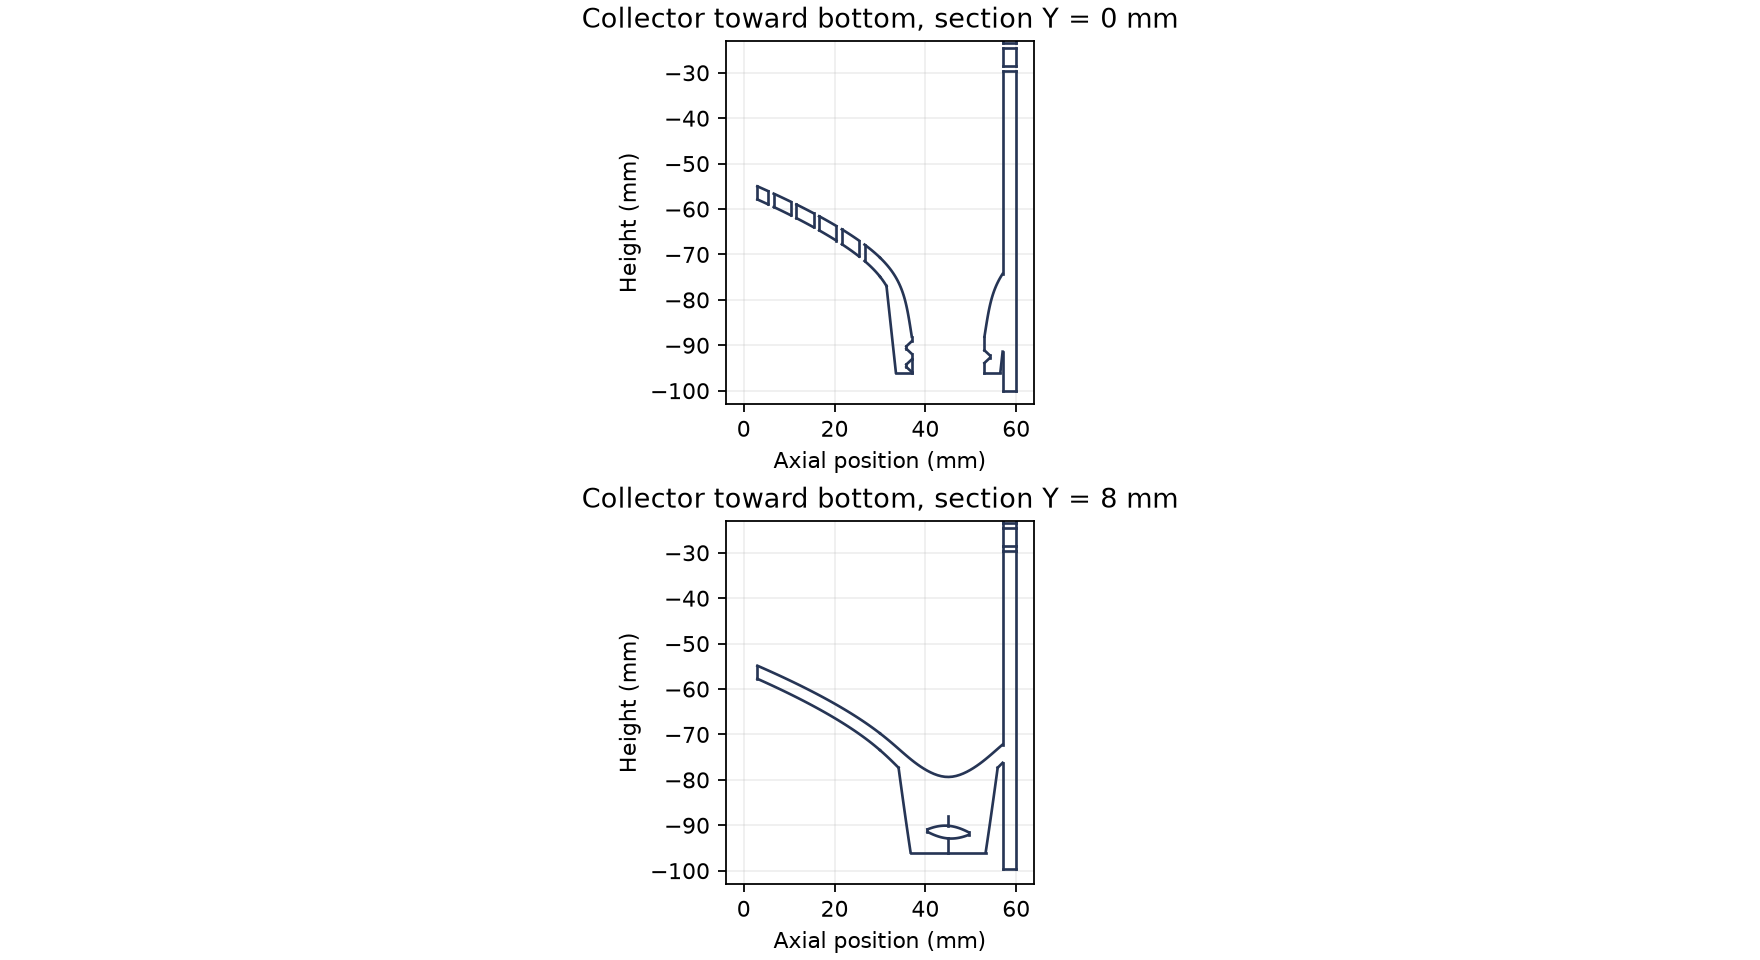 Collector toward bottom, section Y = 0 mm
−30
−40
−50
−60
−70
−80
−90
−100
Height (mm)
0 20 40 60
Axial position (mm)
Collector toward bottom, section Y = 8 mm
−30
−40
−50
−60
−70
−80
−90
−100
Height (mm)
0 20 40 60
Axial position (mm)